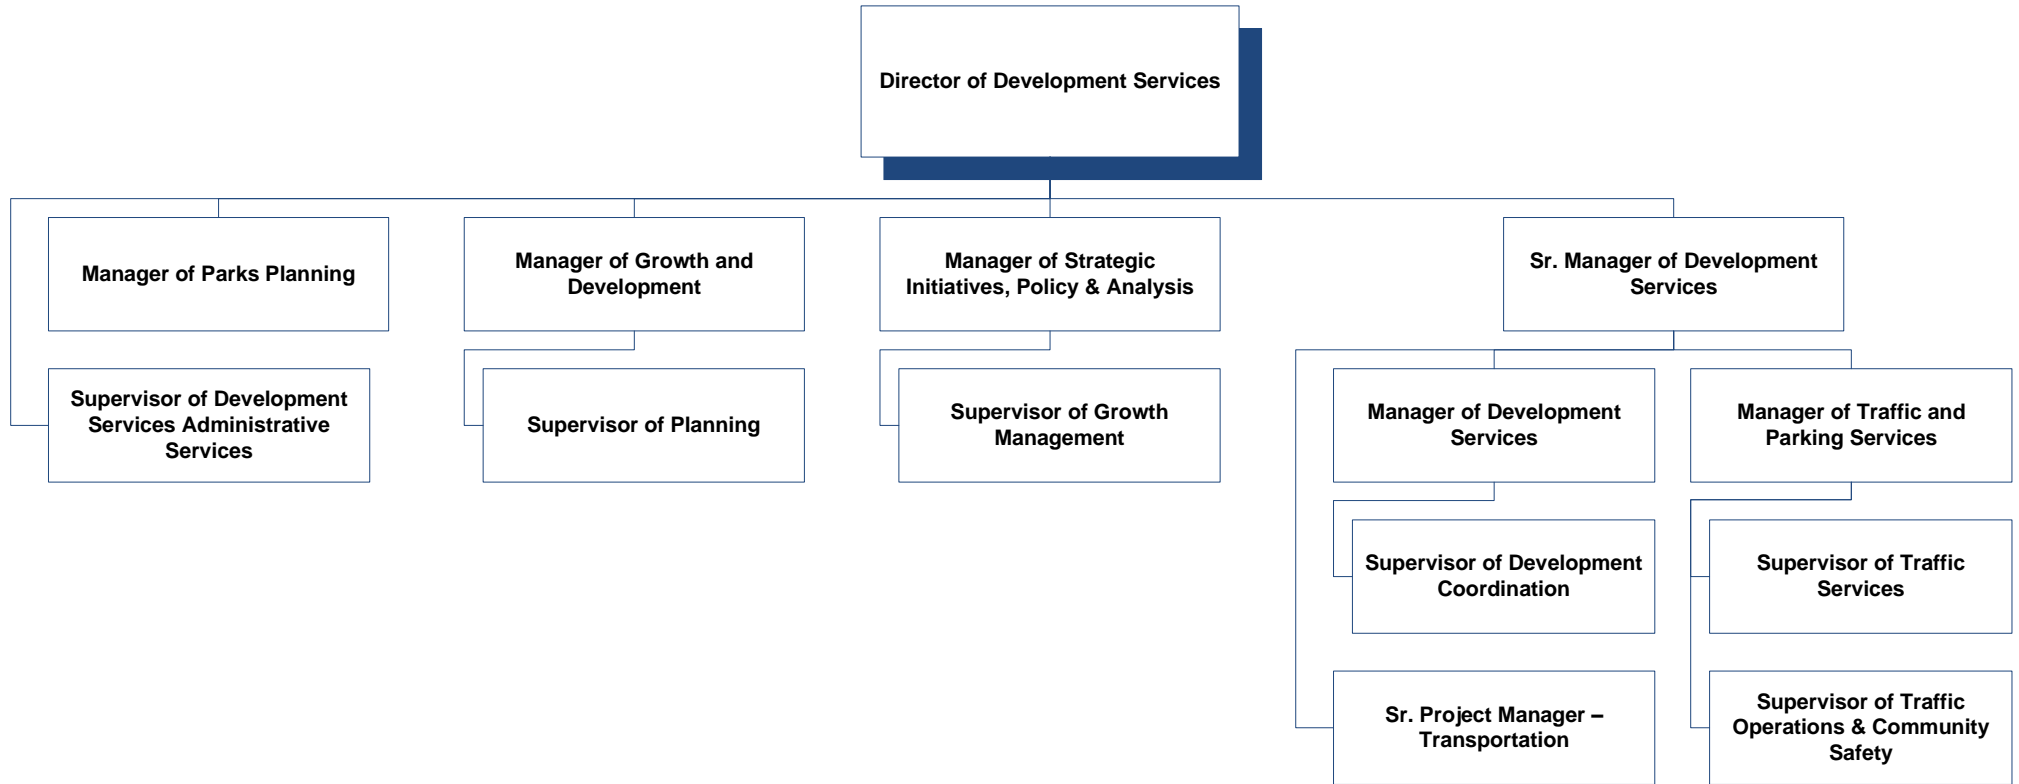 Director of Development Services
Manager of Parks Planning
Manager of Growth and
Development
Manager of Strategic
Initiatives, Policy & Analysis
Sr. Manager of Development
Services
Supervisor of Development
Services Administrative
Services
Supervisor of Planning
Supervisor of Growth
Management
Manager of Development
Services
Manager of Traffic and
Parking Services
Supervisor of Development
Coordination
Supervisor of Traffic
Services
Sr. Project Manager –
Transportation
Supervisor of Traffic
Operations & Community
Safety